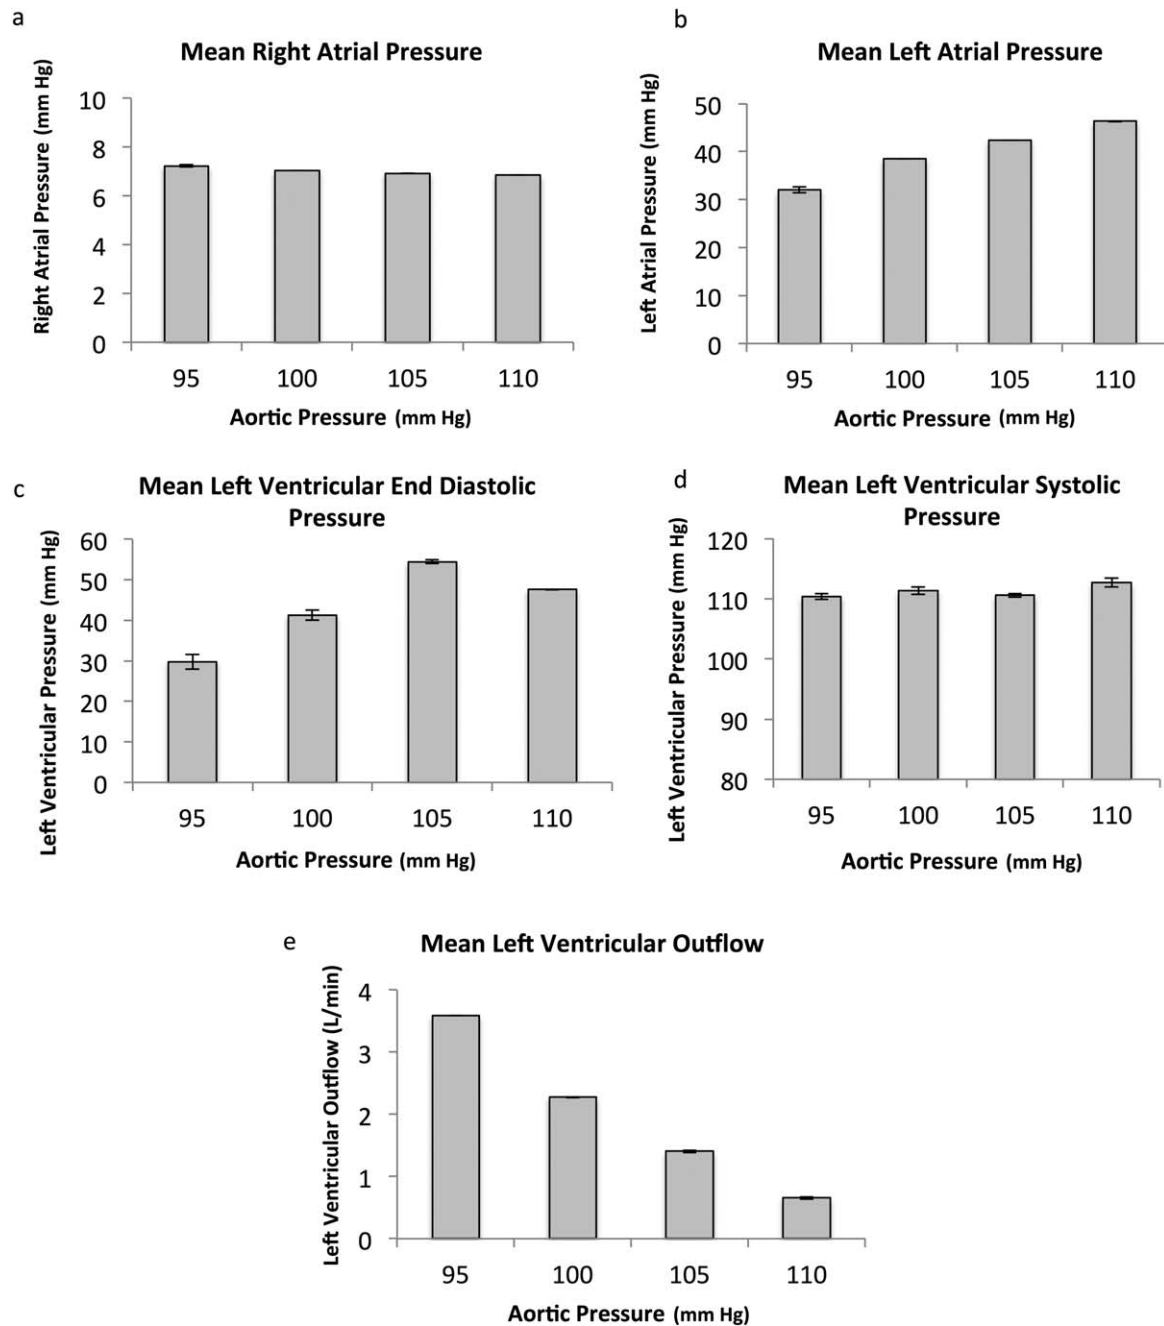 a
Mean Right Atrial Pressure
Right Atrial Pressure (mm Hg)
10
8
6
4
2
0
95 100 105 110
Aortic Pressure (mm Hg)
b
Mean Left Atrial Pressure
Left Atrial Pressure (mm Hg)
50
40
30
20
10
0
95 100 105 110
Aortic Pressure (mm Hg)
c
Mean Left Ventricular End Diastolic
Pressure
Left Ventricular Pressure (mm Hg)
60
50
40
30
20
10
0
95 100 105 110
Aortic Pressure (mm Hg)
d
Mean Left Ventricular Systolic
Pressure
Left Ventricular Pressure (mm Hg)
120
110
100
90
80
95 100 105 110
Aortic Pressure (mm Hg)
e
Mean Left Ventricular Outflow
Left Ventricular Outflow (L/min)
4
3
2
1
0
95 100 105 110
Aortic Pressure (mm Hg)